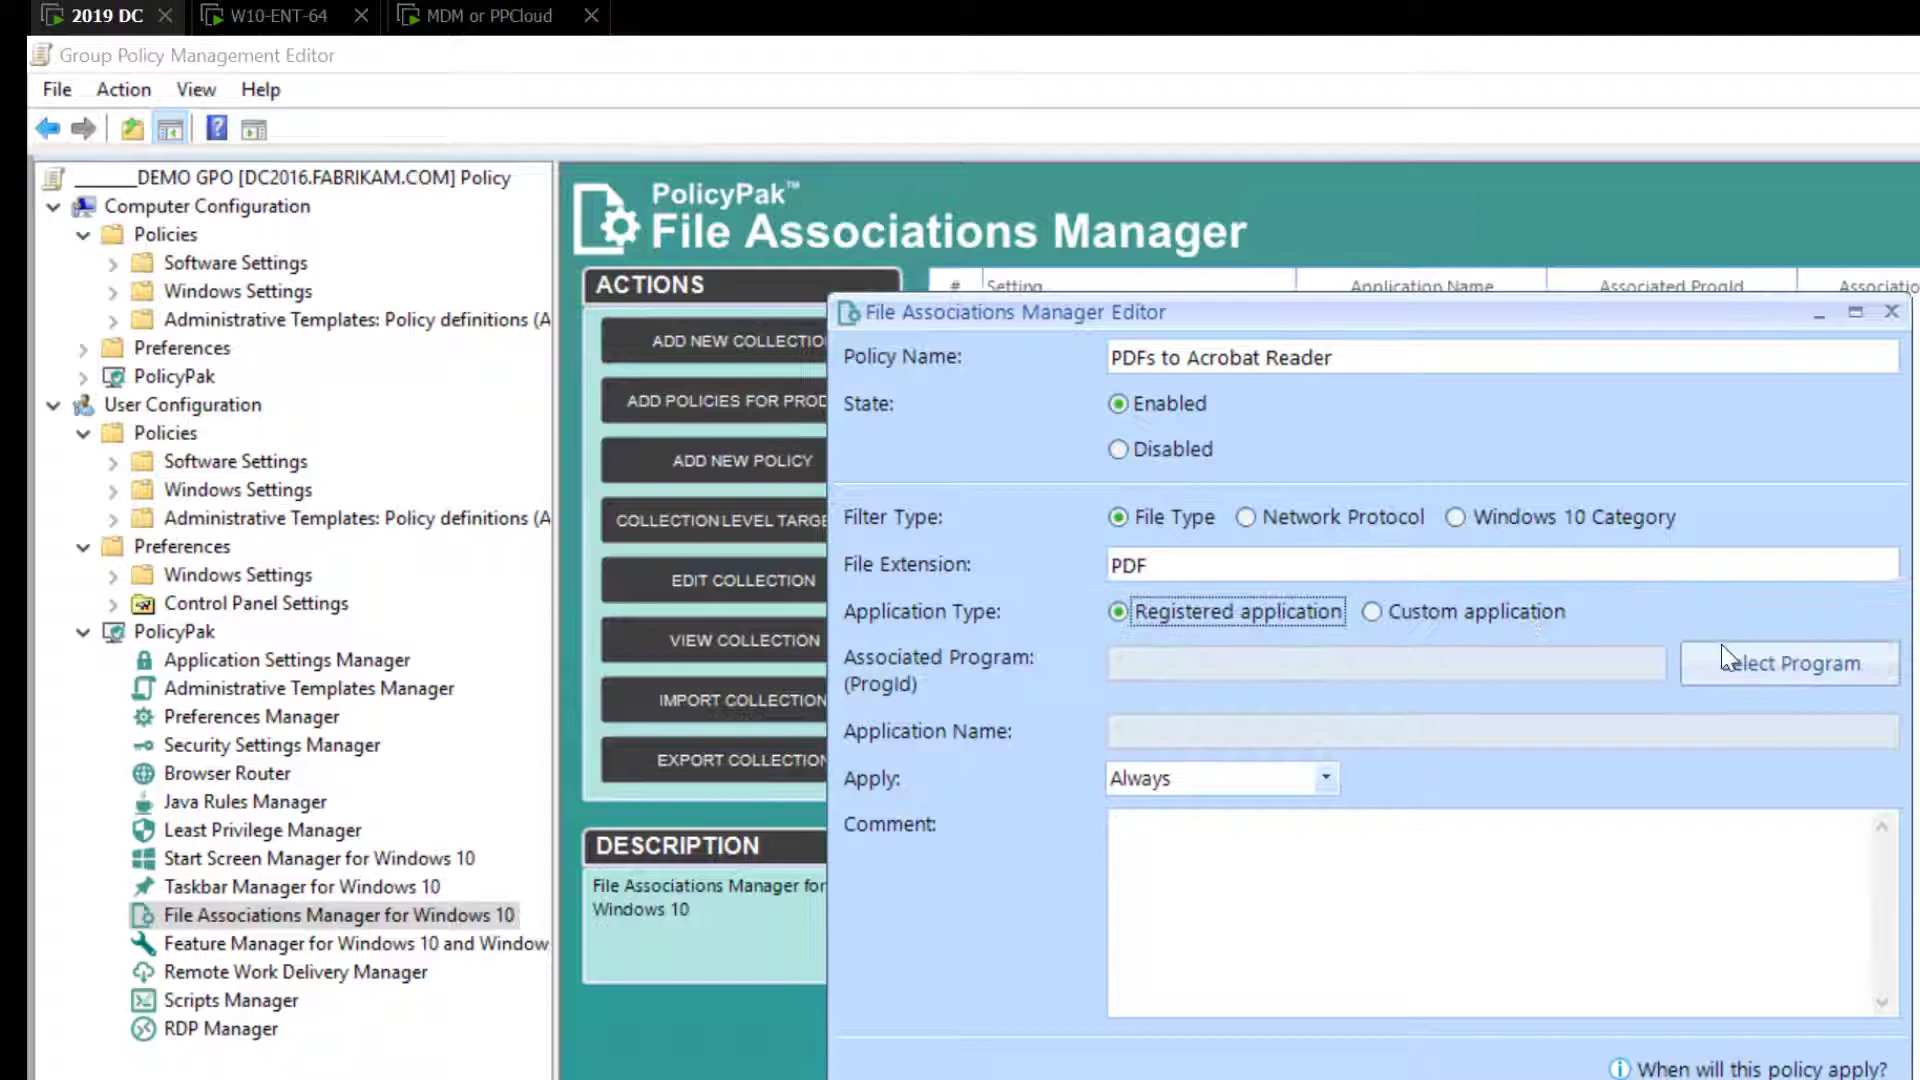 2019 DC
W10-ENT-64
MDM or PPCloud
Group Policy Management Editor
File Action View Help
______DEMO GPO [DC2016.FABRIKAM.COM] Policy
Computer Configuration
Policies
Software Settings
Windows Settings
Administrative Templates: Policy definitions (A
Preferences
PolicyPak
User Configuration
Policies
Software Settings
Windows Settings
Administrative Templates: Policy definitions (A
Preferences
Windows Settings
Control Panel Settings
PolicyPak
Application Settings Manager
Administrative Templates Manager
Preferences Manager
Security Settings Manager
Browser Router
Java Rules Manager
Least Privilege Manager
Start Screen Manager for Windows 10
Taskbar Manager for Windows 10
File Associations Manager for Windows 10
Feature Manager for Windows 10 and Window
Remote Work Delivery Manager
Scripts Manager
RDP Manager
PolicyPak™
File Associations Manager
ACTIONS
ADD NEW COLLECTIO
ADD POLICIES FOR PROD
ADD NEW POLICY
COLLECTION LEVEL TARGE
EDIT COLLECTION
VIEW COLLECTION
IMPORT COLLECTION
EXPORT COLLECTION
DESCRIPTION
File Associations Manager for
Windows 10
# Setting Application Name Associated ProgId Associatio
File Associations Manager Editor
Policy Name: PDFs to Acrobat Reader
State: Enabled
Disabled
Filter Type: File Type Network Protocol Windows 10 Category
File Extension: PDF
Application Type: Registered application Custom application
Associated Program:
(ProgId)
elect Program
Application Name:
Apply: Always
Comment:
When will this policy apply?